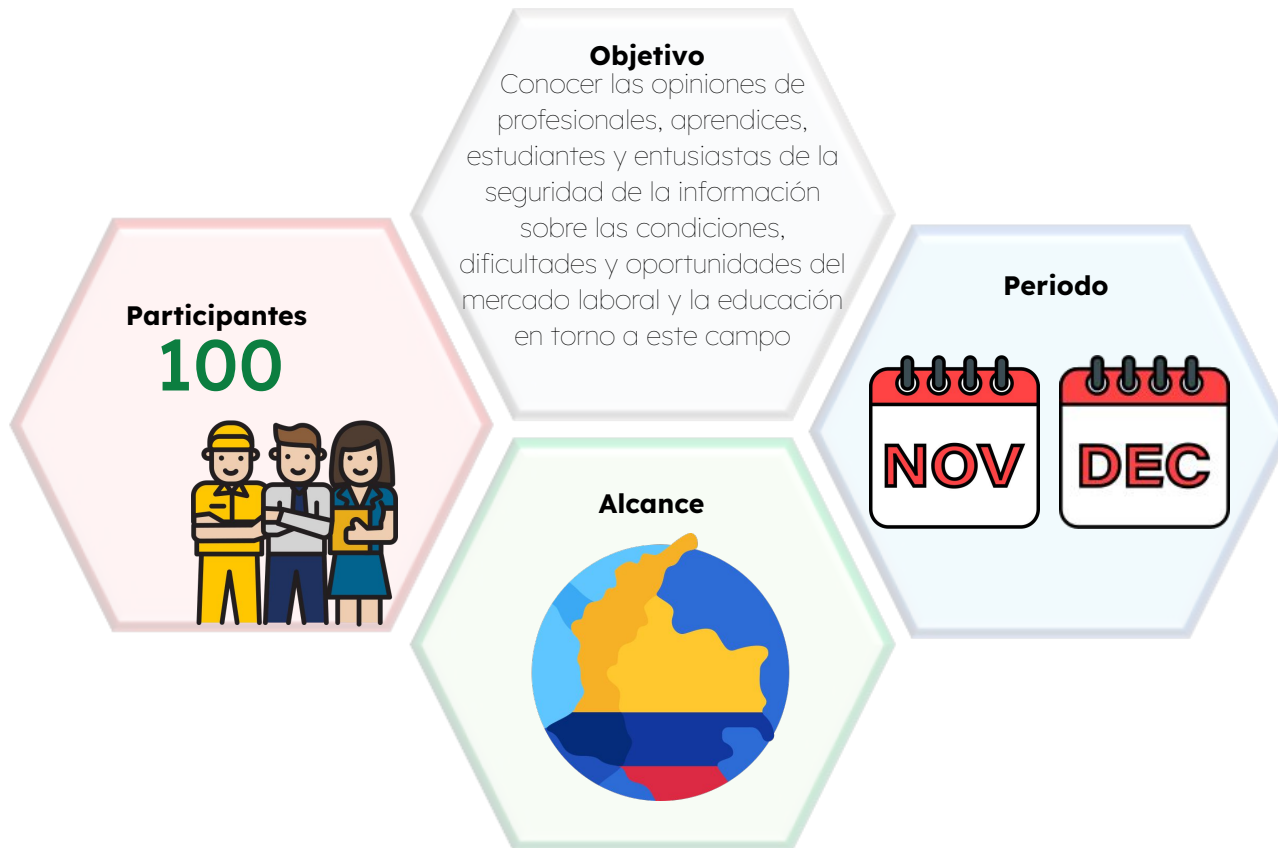 Objetivo
Conocer las opiniones de
profesionales, aprendices,
estudiantes y entusiastas de la
seguridad de la información
sobre las condiciones,
dificultades y oportunidades del
mercado laboral y la educación
en torno a este campo
Participantes
100
Periodo
NOV
DEC
Alcance